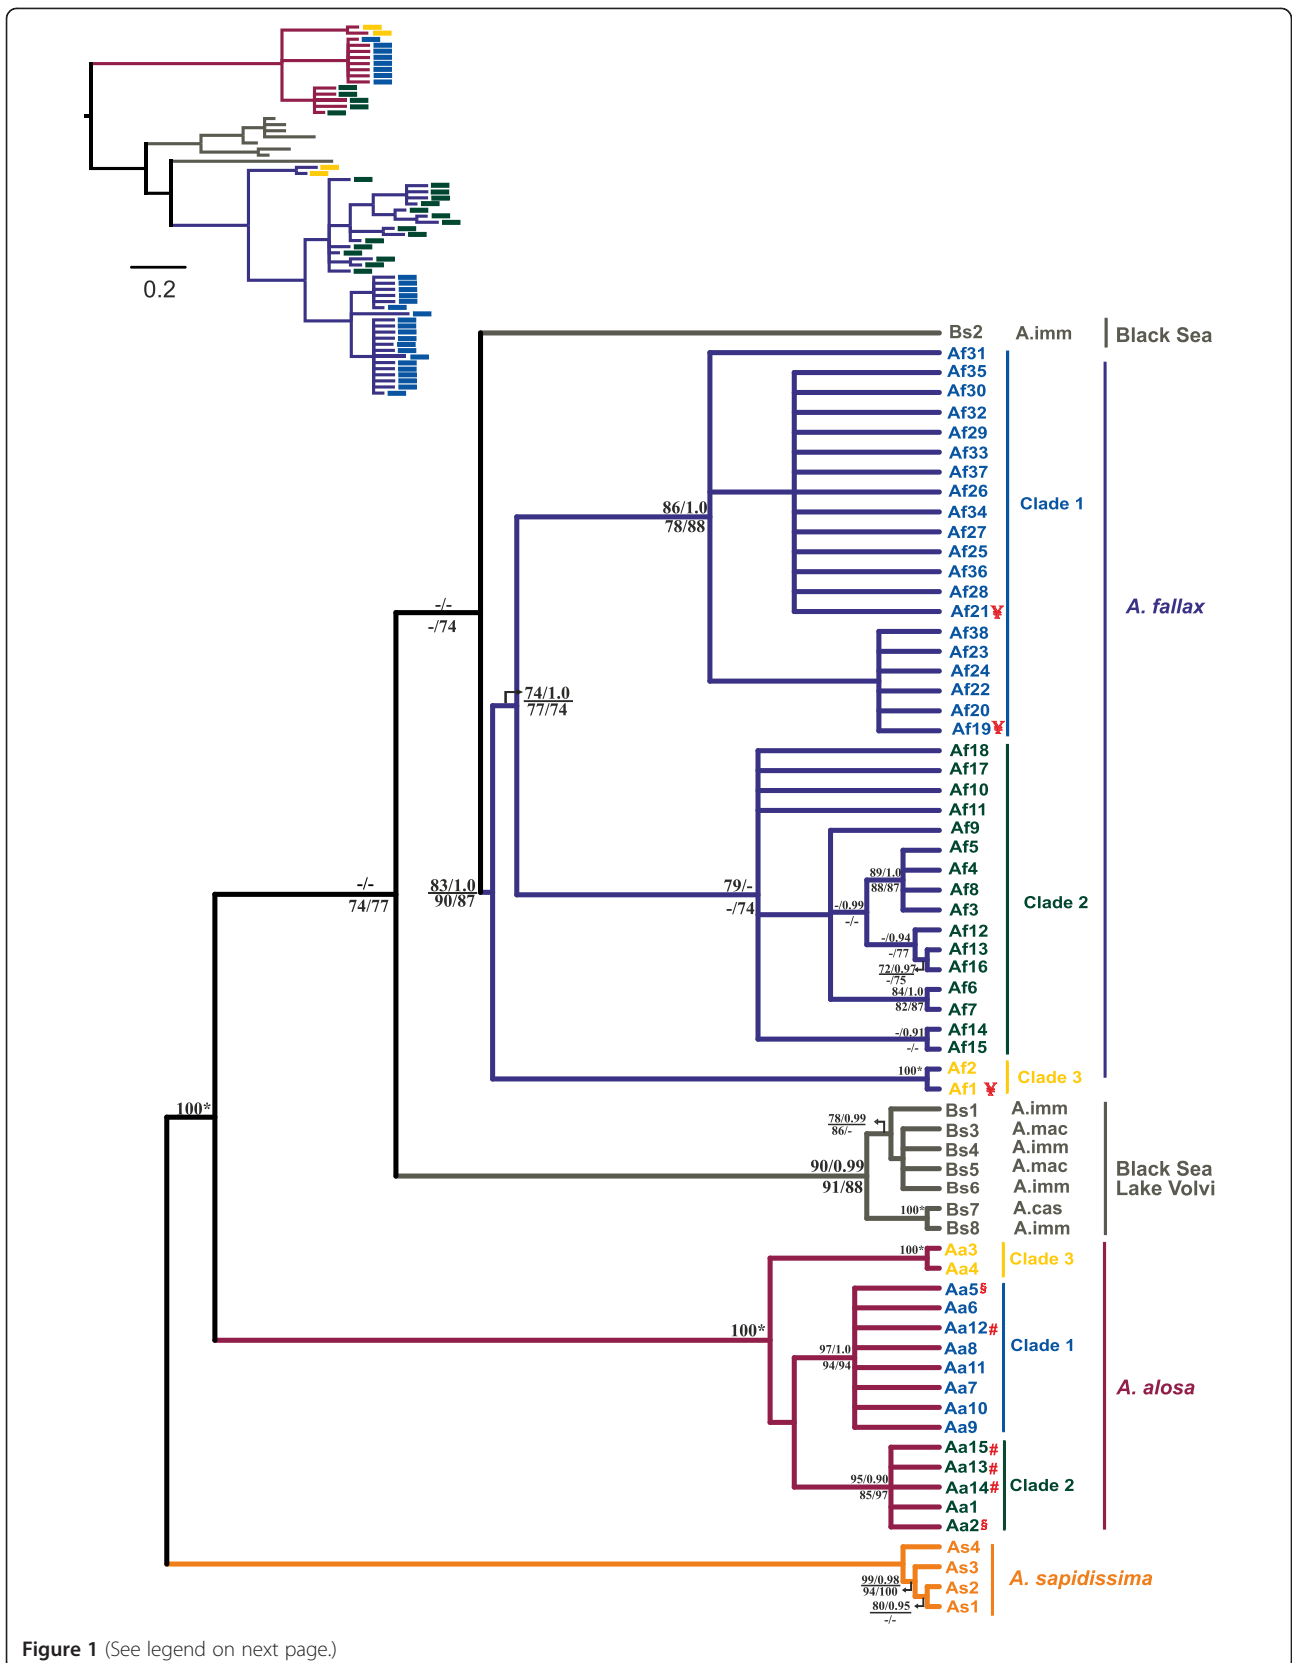 0.2
Bs2 A.imm Black Sea
Af31
Af35
Af30
Af32
Af29
Af33
Af37
Af26
Clade 1
86/1.0
78/88
Af34
Af27
Af25
Af36
Af28
Af21¥
A. fallax
-/-
-/74
Af38
Af23
Af24
Af22
Af20
Af19¥
74/1.0
77/74
Af18
Af17
Af10
Af11
Af9
Af5
Af4
89/1.0
88/87
Af8
Af3
-/-
74/77
83/1.0
90/87
79/-
-/74
-/0.99
-/-
Clade 2
Af12
-/0.94
-/77
Af13
Af16
72/0.97
-/75
Af6
84/1.0
82/87
Af7
Af14
-/0.91
-/-
Af15
Af2
100*
Clade 3
Af1 ¥
100*
Bs1 A.imm
78/0.99
86/-
Bs3 A.mac
Bs4 A.imm
Bs5 A.mac
Bs6 A.imm
90/0.99
91/88
Black Sea
Lake Volvi
Bs7 A.cas
100*
Bs8 A.imm
Aa3
100*
Clade 3
Aa4
Aa5§
Aa6
Aa12#
100*
Aa8
97/1.0
94/94
Clade 1
Aa11
Aa7
A. alosa
Aa10
Aa9
Aa15#
Aa13#
95/0.90
85/97
Aa14#
Clade 2
Aa1
Aa2§
As4
As3
99/0.98
94/100
As2
A. sapidissima
80/0.95
-/-
As1
Figure 1 (See legend on next page.)